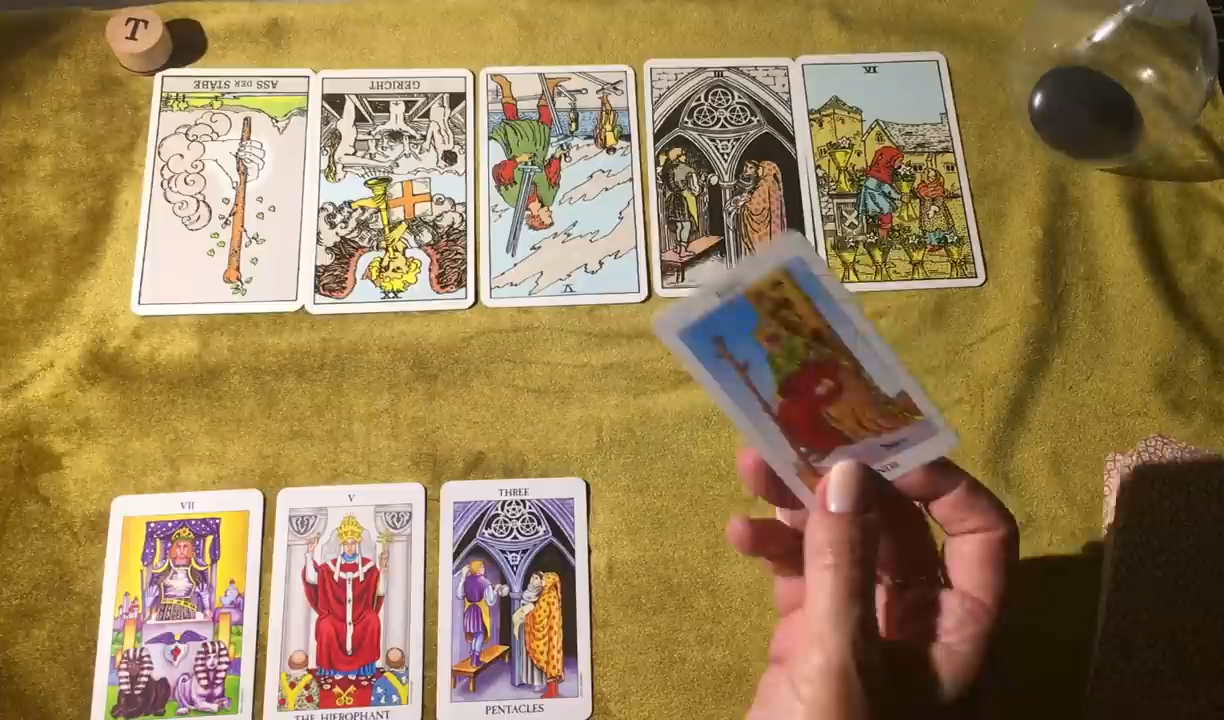 T
ASS DER STÄBE
GERICHT
XX
V
III
IX
VII
V
THE HIEROPHANT
THREE
PENTACLES